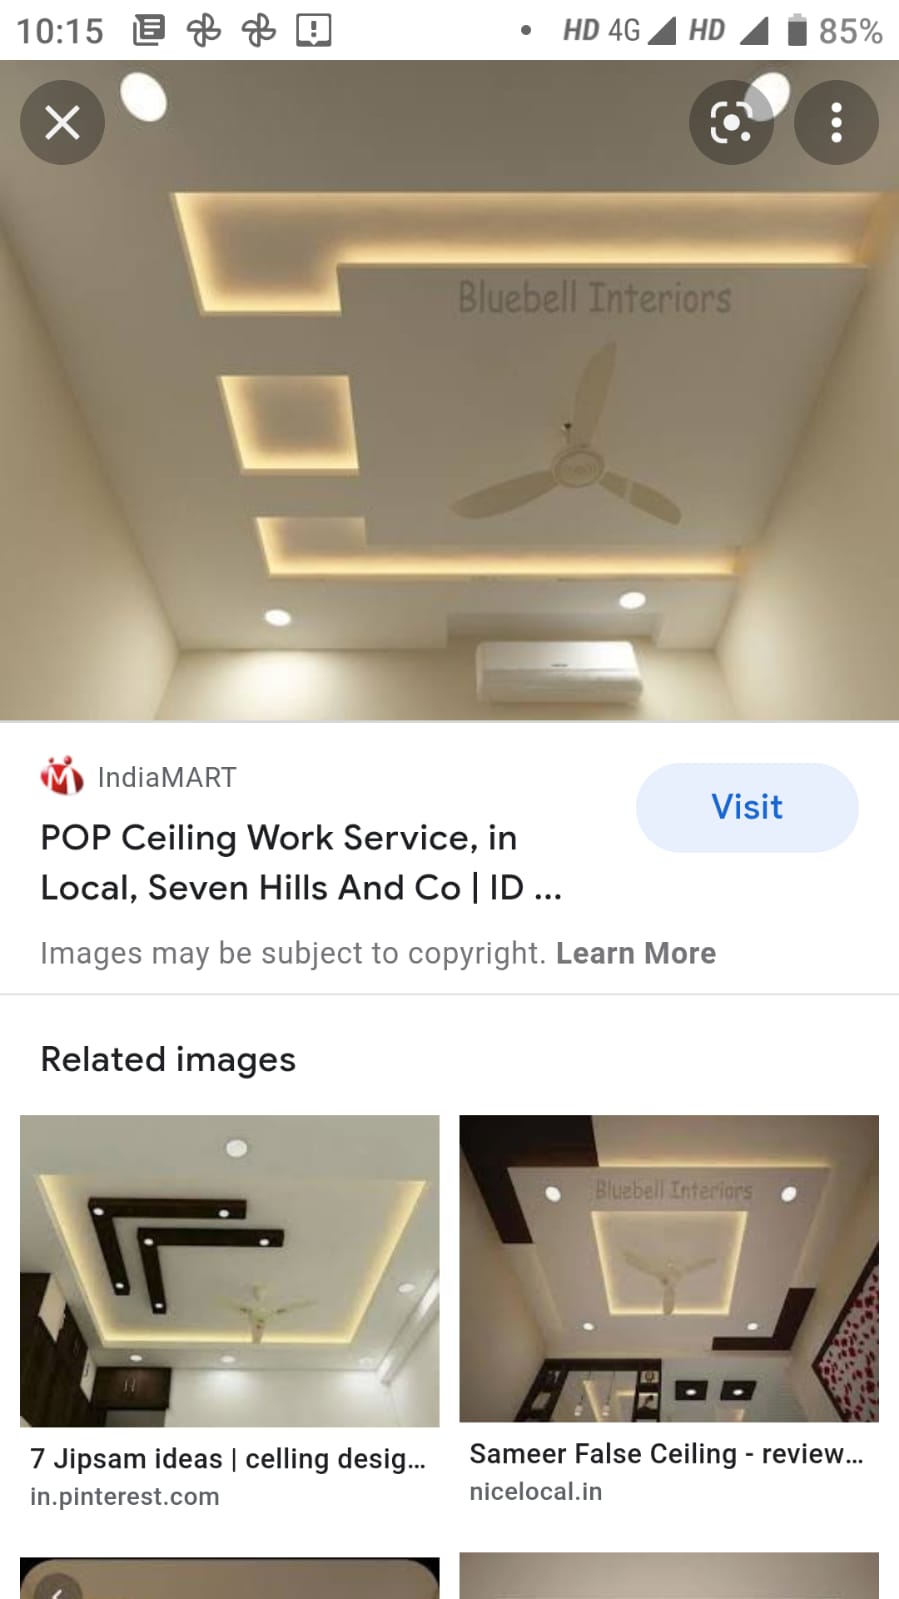 10:15
HD 4G HD 85%
Bluebell Interiors
IndiaMART
Visit
POP Ceiling Work Service, in
Local, Seven Hills And Co | ID ...
Images may be subject to copyright. Learn More
Related images
Bluebell Interiors
7 Jipsam ideas | celling desig...
in.pinterest.com
Sameer False Ceiling - review...
nicelocal.in